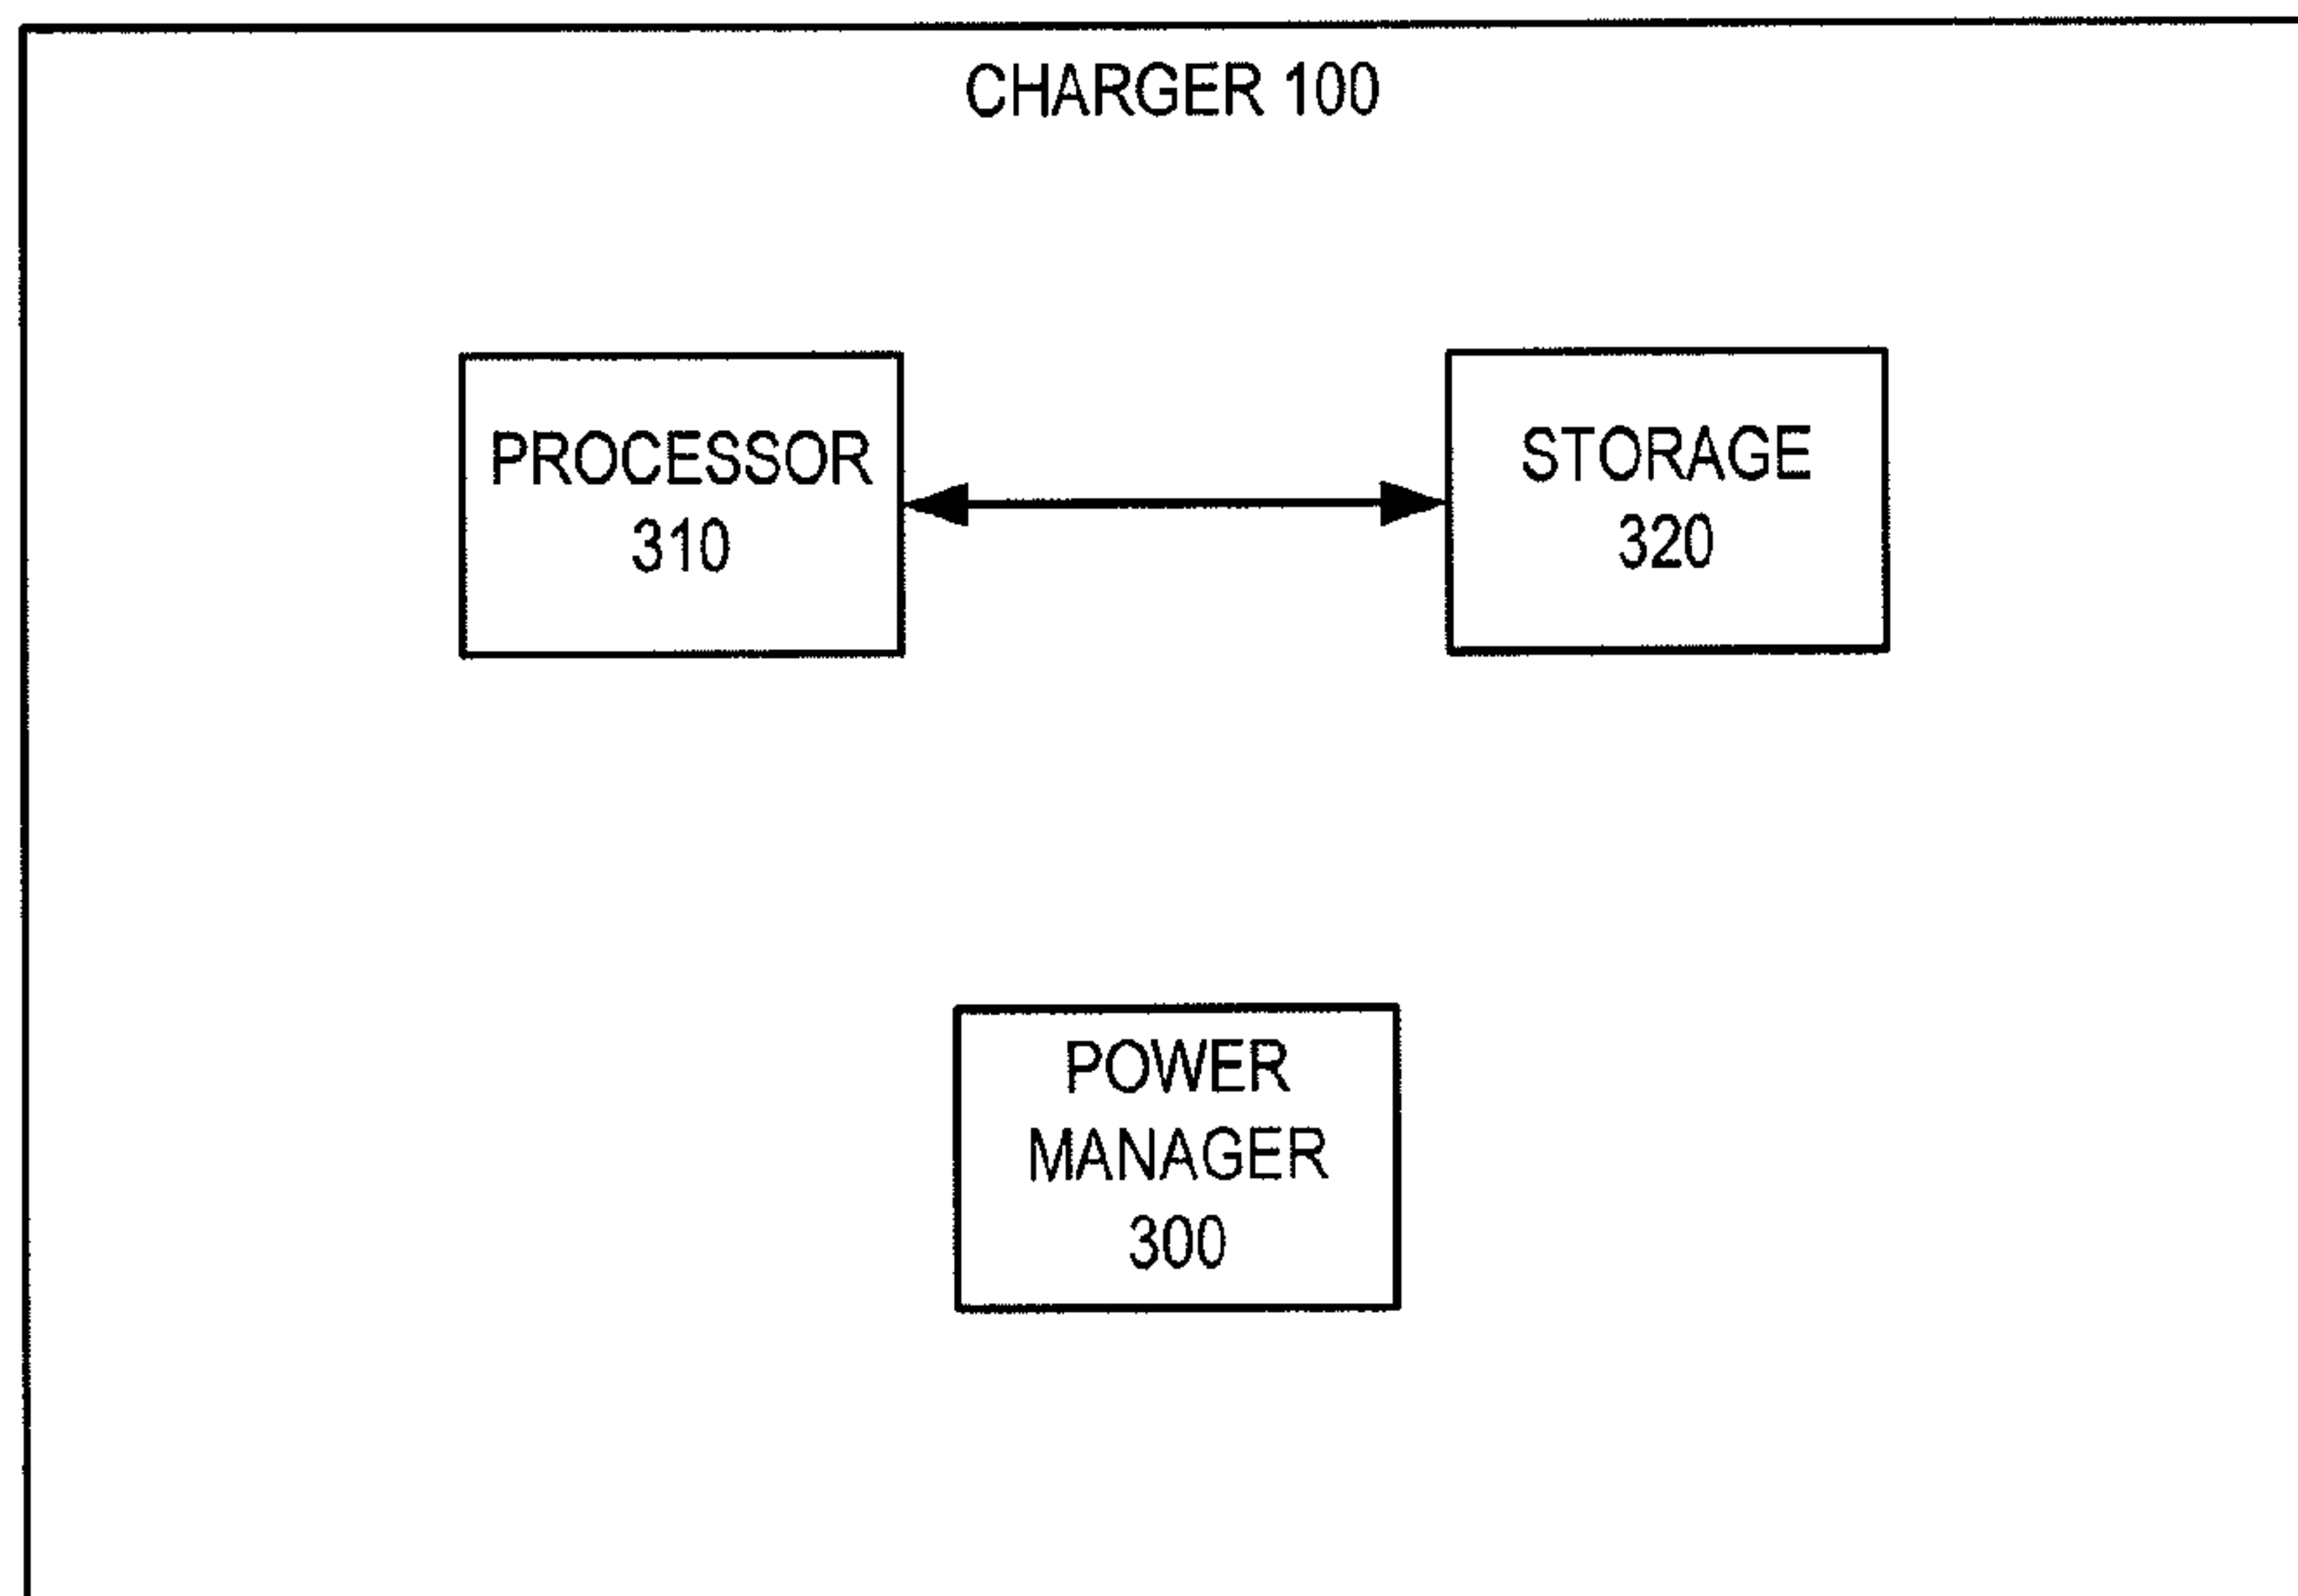 CHARGER 100
PROCESSOR
310
STORAGE
320
POWER
MANAGER
300